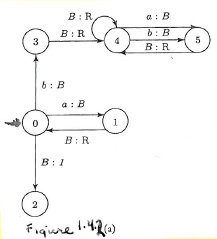 B : R
a : B
3
B : R
4
b : B
5
B : R
b : B
a : B
0
1
B : R
B : 1
2
Figure 1.4.2(a)